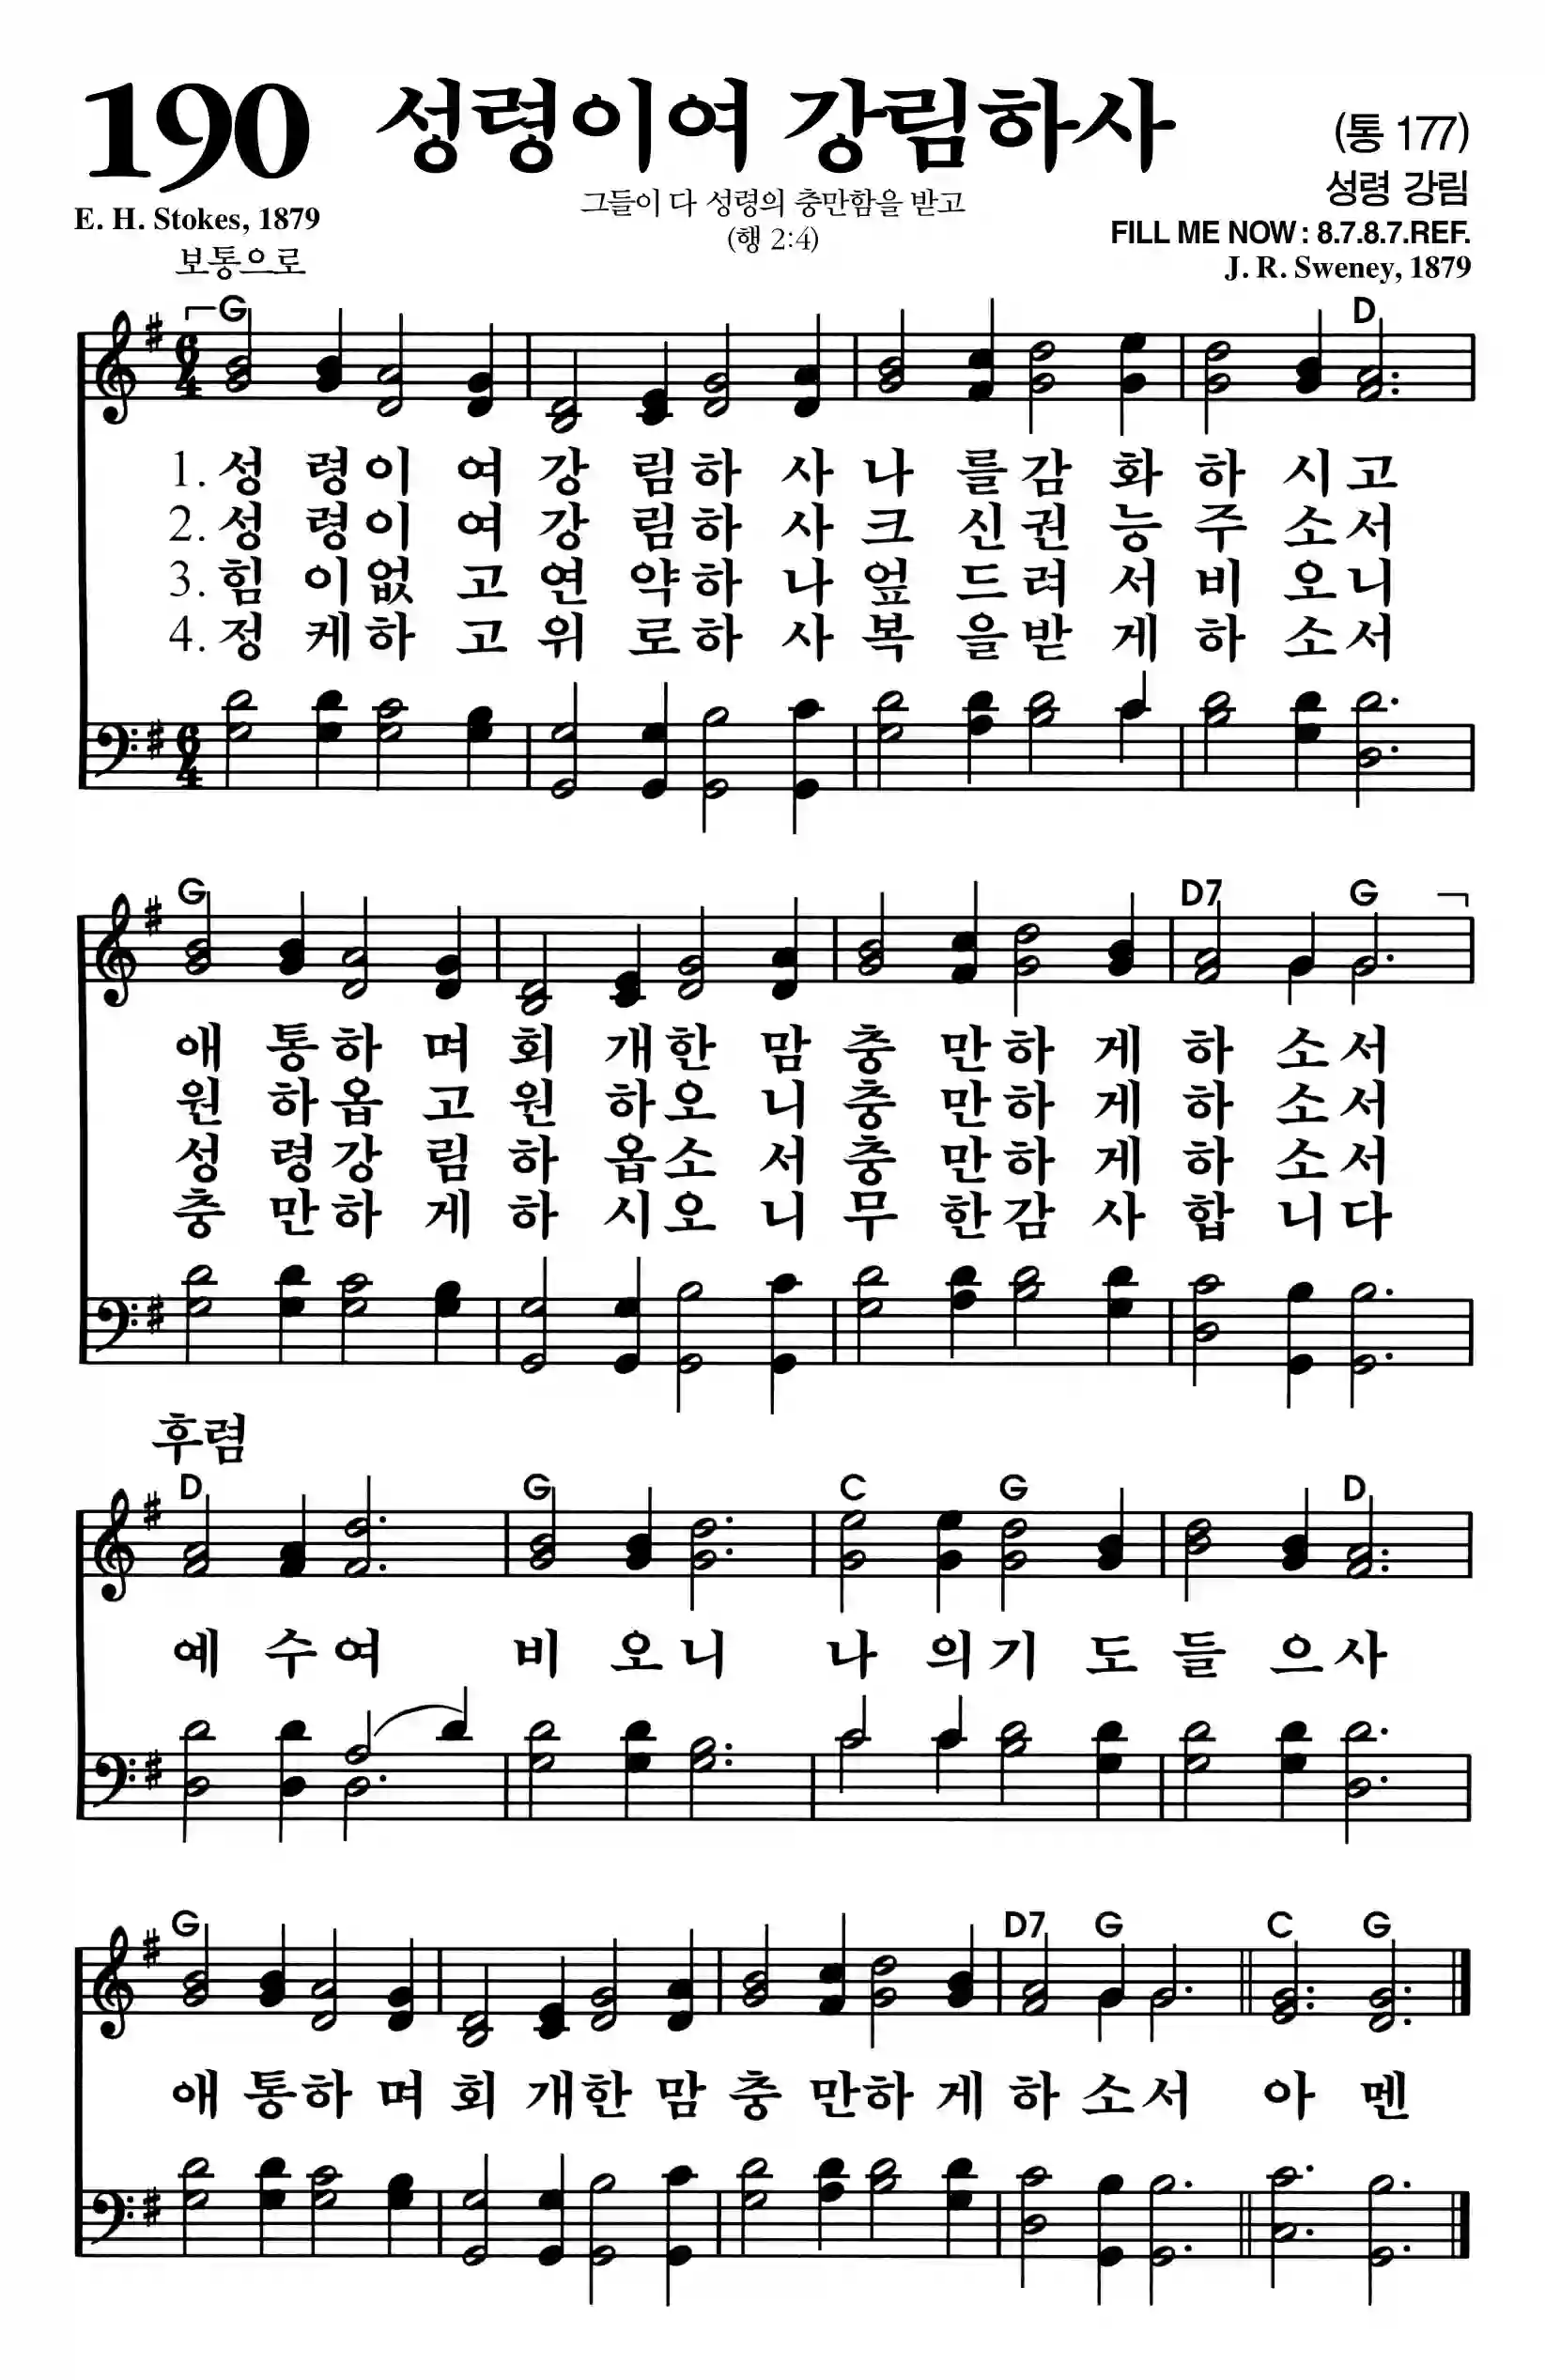 190 성령이여 강림하사 (통 177)
그들이 다 성령의 충만함을 받고
(행 2:4)
성령 강림
E. H. Stokes, 1879
FILL ME NOW : 8.7.8.7.REF.
보통으로
J. R. Sweney, 1879
G D
6 4
1. 성 령이 여 강 림하 사 나 를감 화 하 시고
2. 성 령이 여 강 림하 사 크 신권 능 주 소서
3. 힘 이없 고 연 약하 나 엎 드려 서 비 오니
4. 정 케하 고 위 로하 사 복 을받 게 하 소서
6 4
G D7 G
애 통하 며 회 개한 맘 충 만하 게 하 소서
원 하옵 고 원 하오 니 충 만하 게 하 소서
성 령강 림 하 옵소 서 충 만하 게 하 소서
충 만하 게 하 시오 니 무 한감 사 합 니다
후렴
D G C G D
예 수여 비 오니 나 의기 도 들 으사
G D7 G C G
애 통하 며 회 개한 맘 충 만하 게 하 소서 아 멘